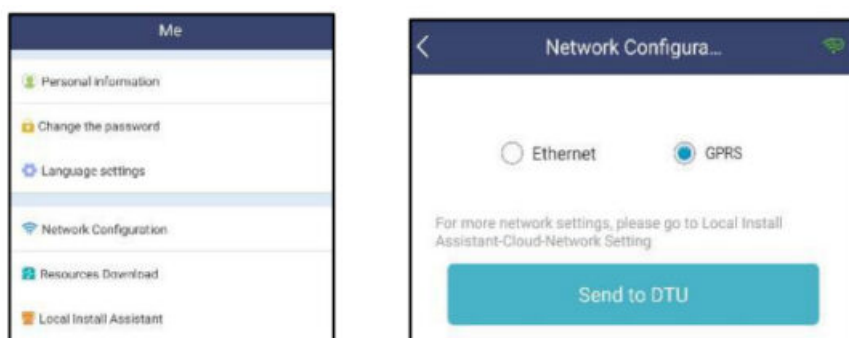 Me
Personal information
Change the password
Language settings
Network Configuration
Resources Download
Local Install Assistant
Network Configura...
Ethernet
GPRS
For more network settings, please go to Local Install
Assistant-Cloud-Network Setting
Send to DTU